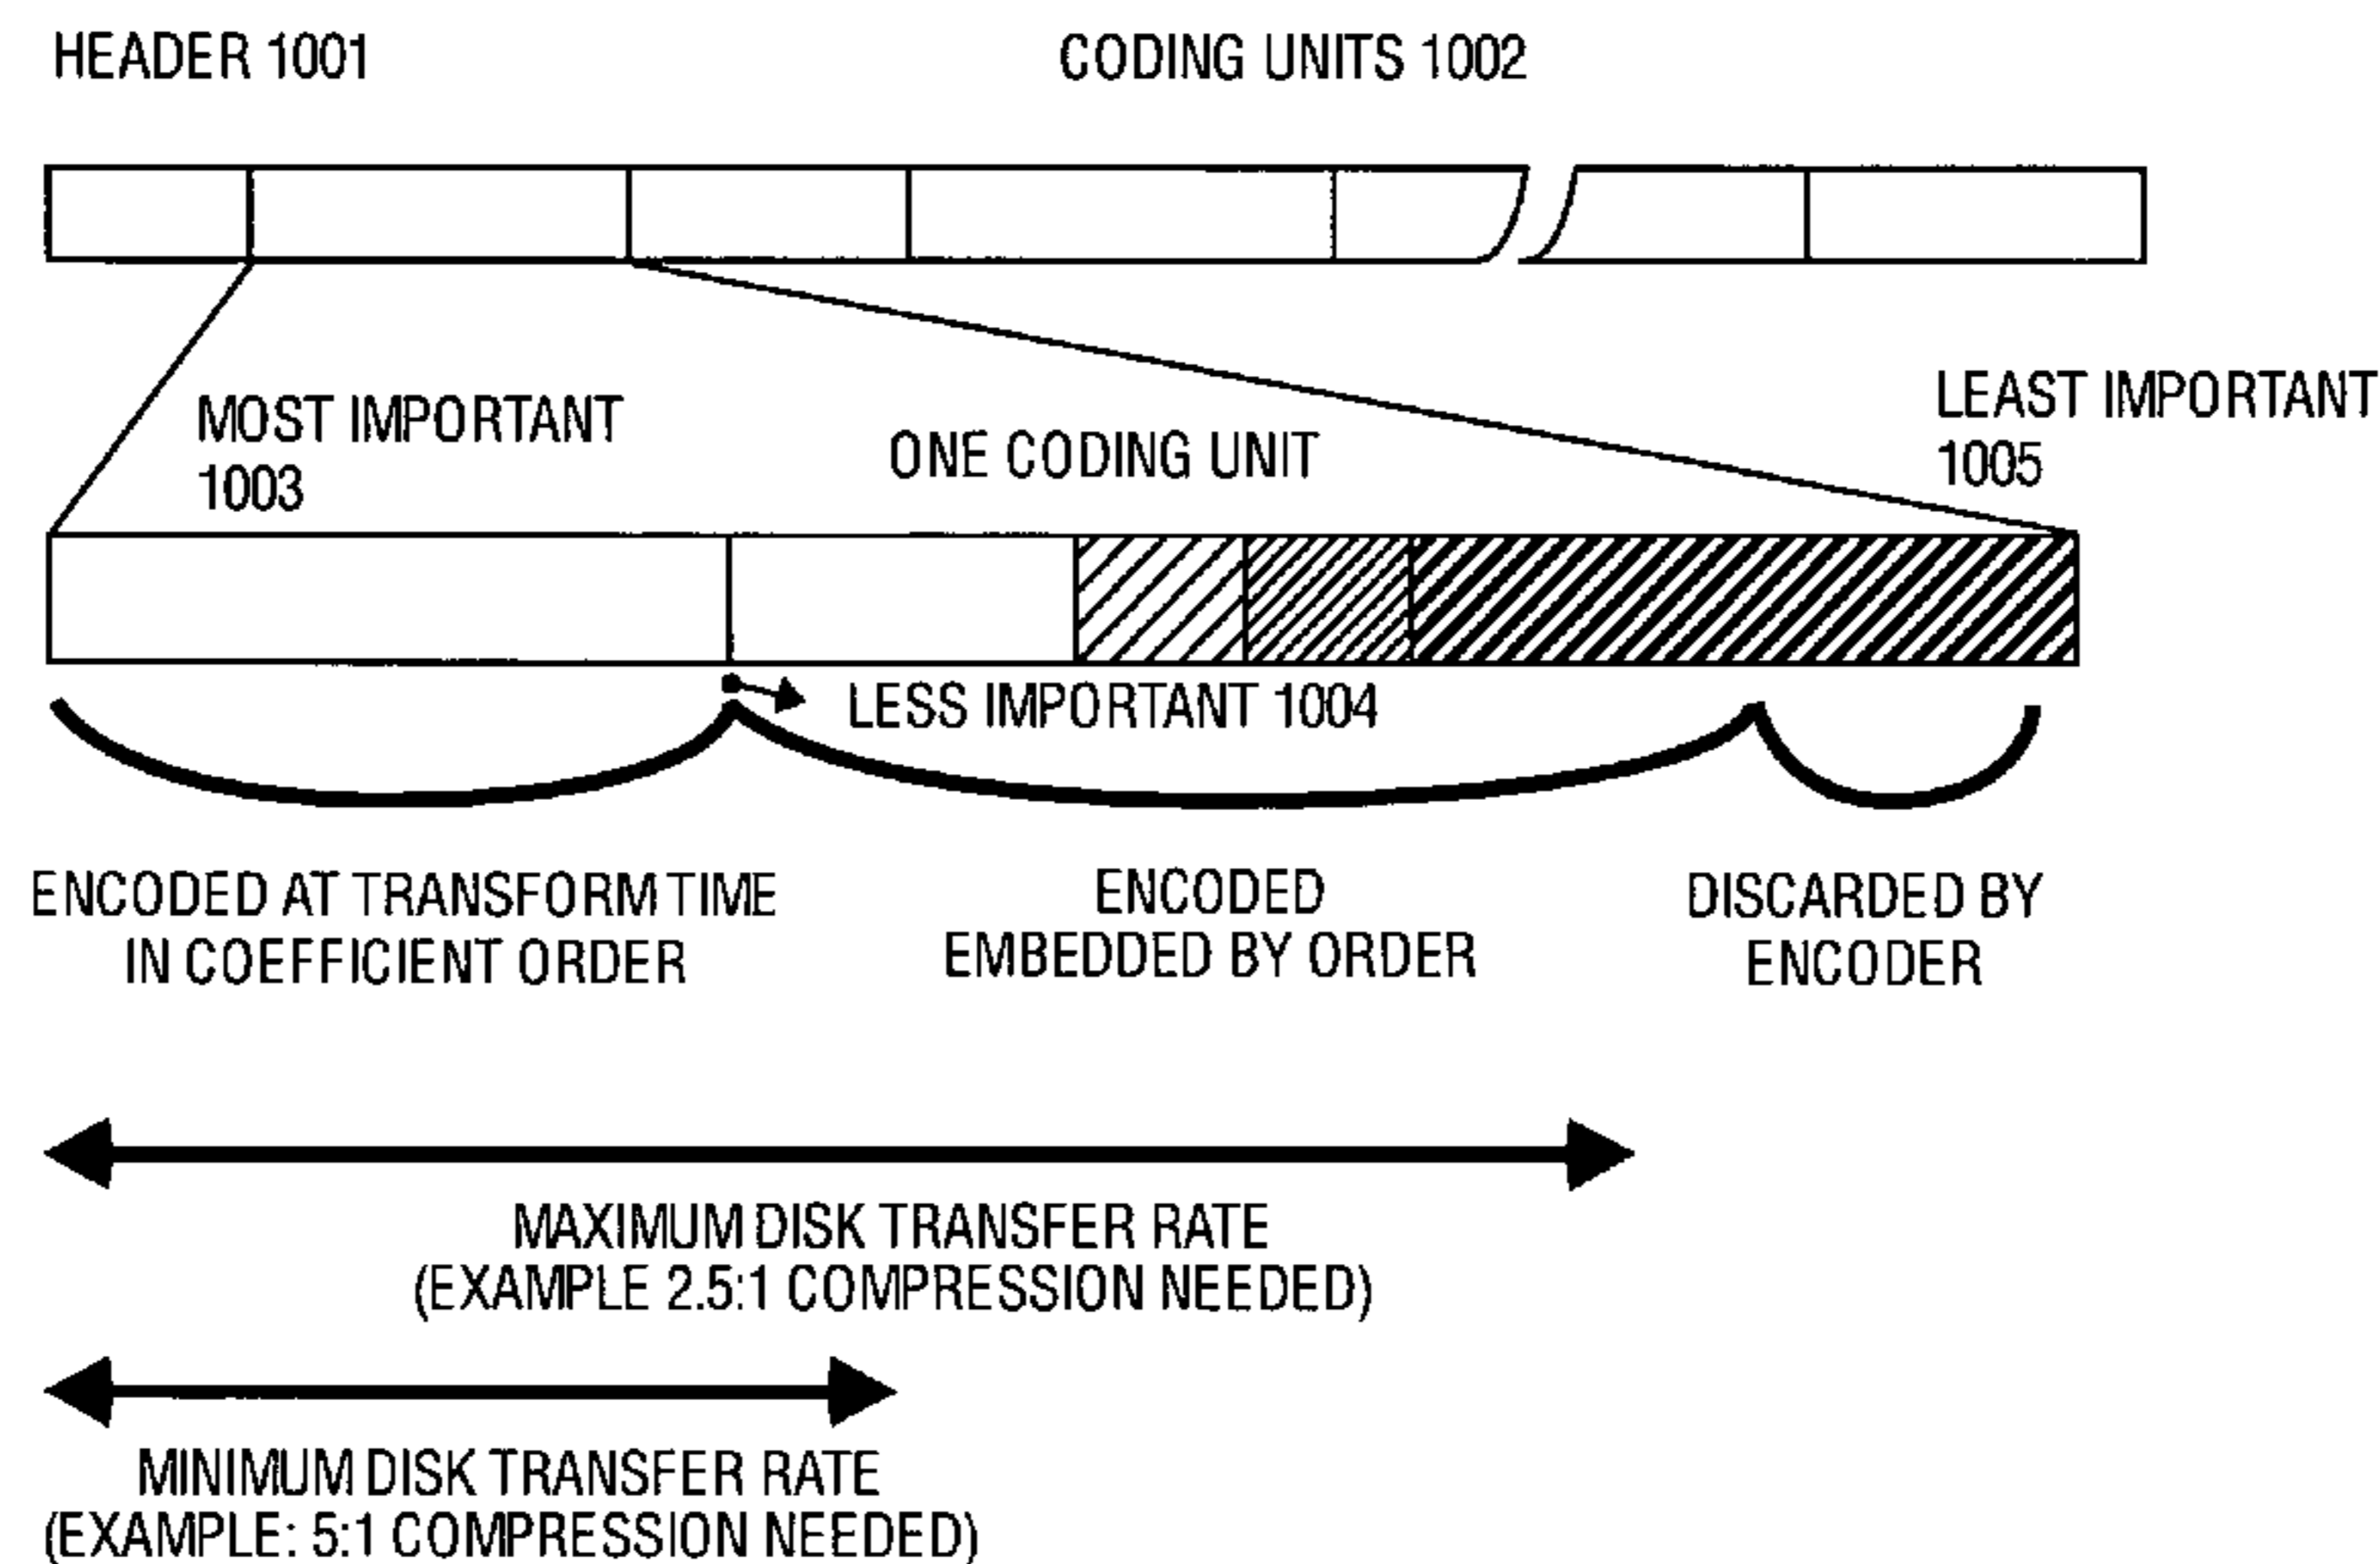 HEADER 1001
CODING UNITS 1002
MOST IMPORTANT
1003
ONE CODING UNIT
LEAST IMPORTANT
1005
LESS IMPORTANT 1004
ENCODED AT TRANSFORM TIME
IN COEFFICIENT ORDER
ENCODED
EMBEDDED BY ORDER
DISCARDED BY
ENCODER
MAXIMUM DISK TRANSFER RATE
(EXAMPLE 2.5:1 COMPRESSION NEEDED)
MINIMUM DISK TRANSFER RATE
(EXAMPLE: 5:1 COMPRESSION NEEDED)